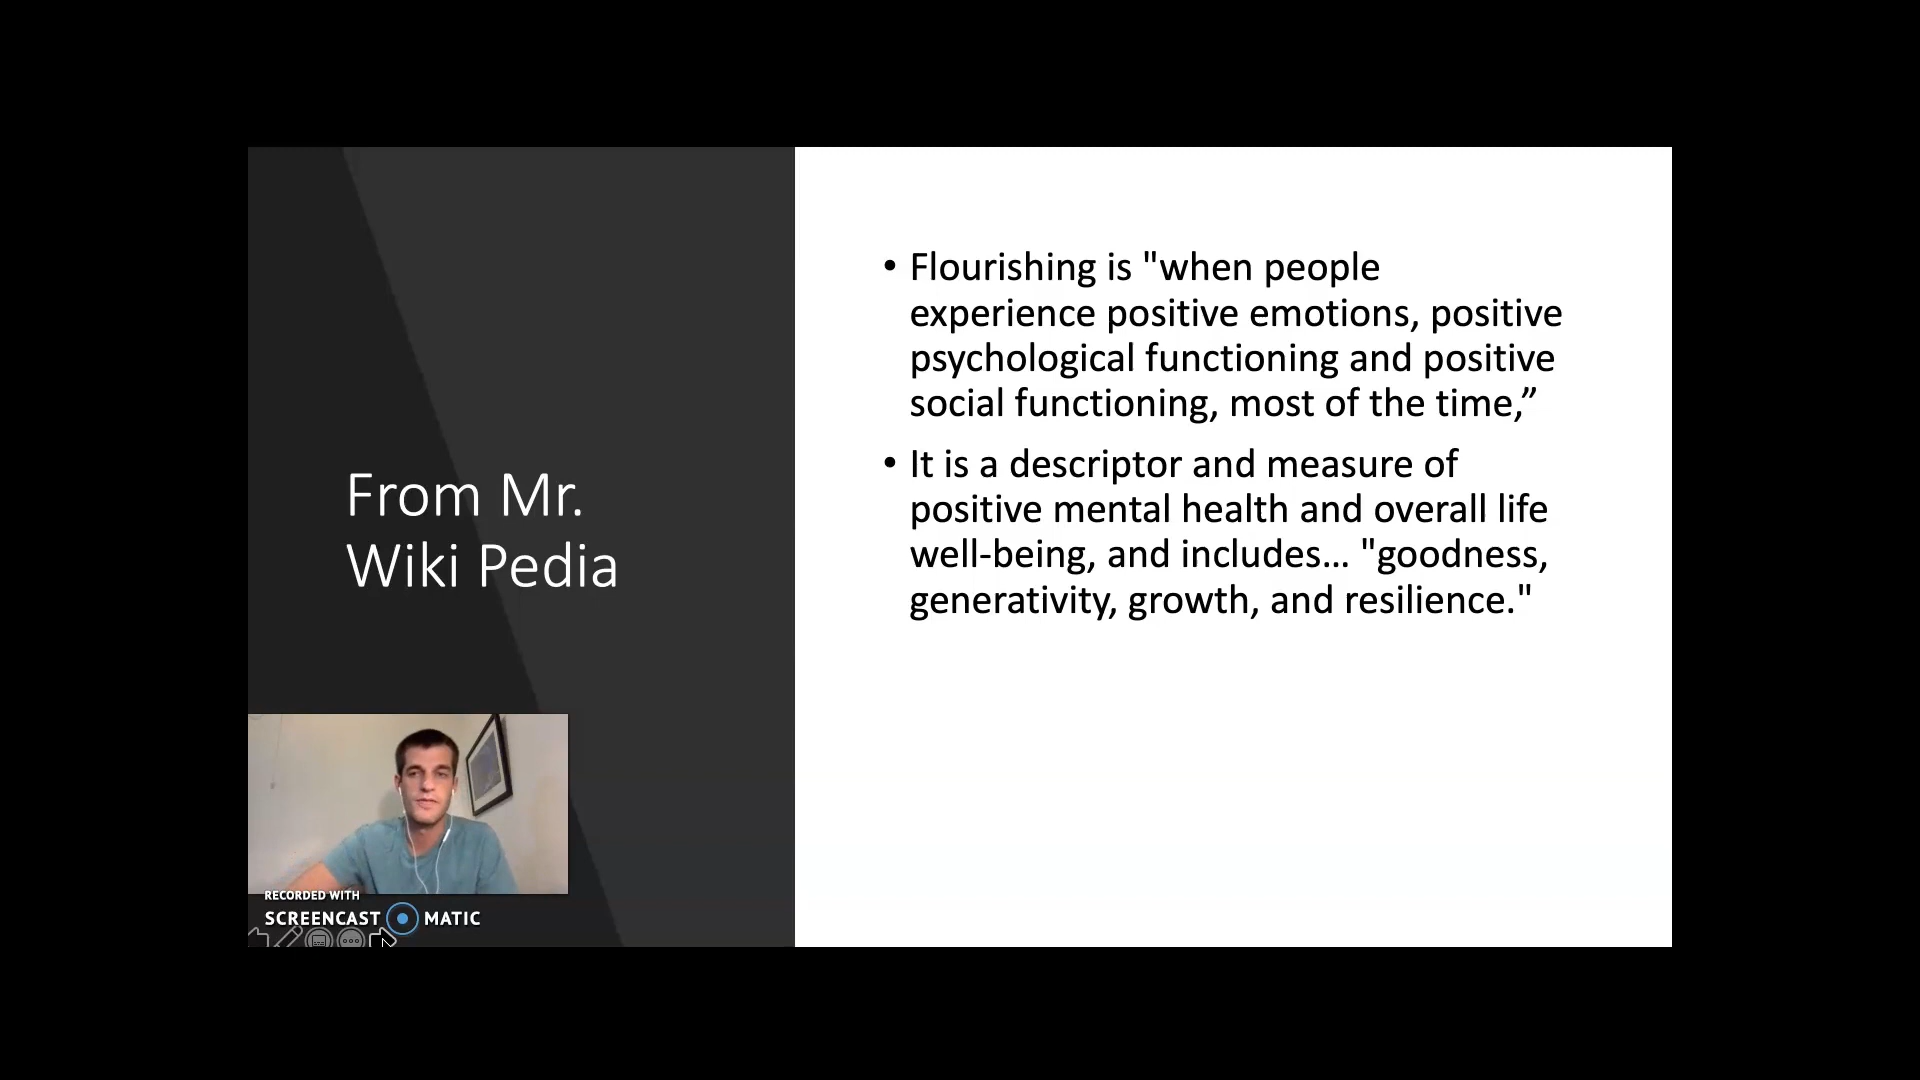 From Mr.
Wiki Pedia
• Flourishing is "when people
experience positive emotions, positive
psychological functioning and positive
social functioning, most of the time,”
• It is a descriptor and measure of
positive mental health and overall life
well-being, and includes… "goodness,
generativity, growth, and resilience."
RECORDED WITH
SCREENCAST MATIC